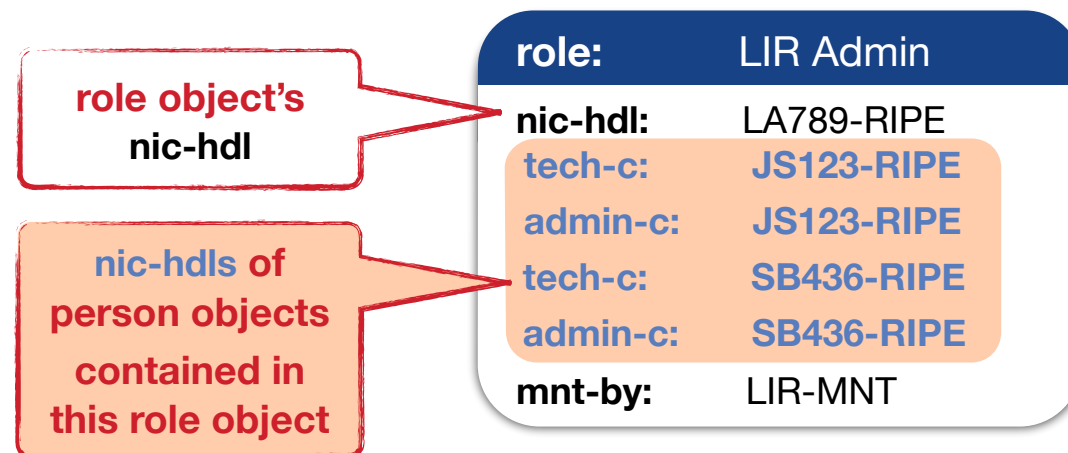 role object’s
nic-hdl
nic-hdls of
person objects
contained in
this role object
role: LIR Admin
nic-hdl: LA789-RIPE
tech-c: JS123-RIPE
admin-c: JS123-RIPE
tech-c: SB436-RIPE
admin-c: SB436-RIPE
mnt-by: LIR-MNT